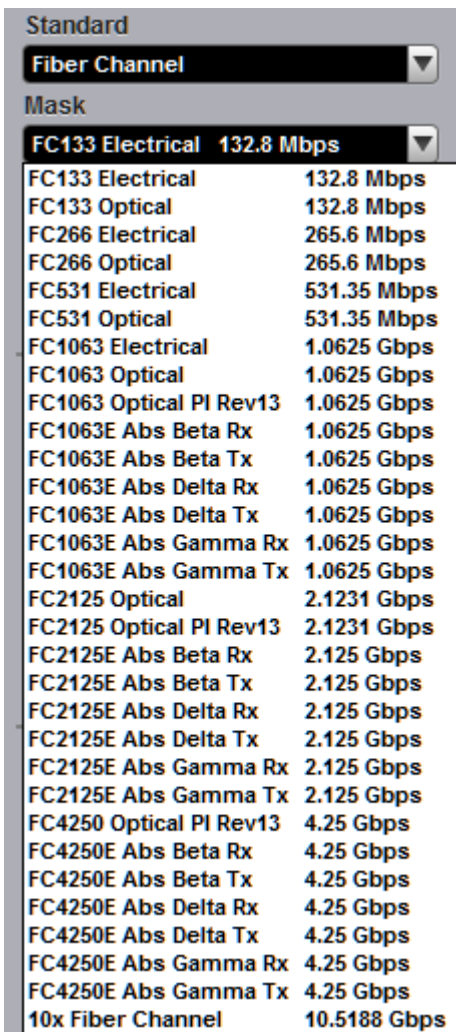 Standard
Fiber Channel
Mask
FC133 Electrical 132.8 Mbps
FC133 Electrical 132.8 Mbps
FC133 Optical 132.8 Mbps
FC266 Electrical 265.6 Mbps
FC266 Optical 265.6 Mbps
FC531 Electrical 531.35 Mbps
FC531 Optical 531.35 Mbps
FC1063 Electrical 1.0625 Gbps
FC1063 Optical 1.0625 Gbps
FC1063 Optical PI Rev13 1.0625 Gbps
FC1063E Abs Beta Rx 1.0625 Gbps
FC1063E Abs Beta Tx 1.0625 Gbps
FC1063E Abs Delta Rx 1.0625 Gbps
FC1063E Abs Delta Tx 1.0625 Gbps
FC1063E Abs Gamma Rx 1.0625 Gbps
FC1063E Abs Gamma Tx 1.0625 Gbps
FC2125 Optical 2.1231 Gbps
FC2125 Optical PI Rev13 2.1231 Gbps
FC2125E Abs Beta Rx 2.125 Gbps
FC2125E Abs Beta Tx 2.125 Gbps
FC2125E Abs Delta Rx 2.125 Gbps
FC2125E Abs Delta Tx 2.125 Gbps
FC2125E Abs Gamma Rx 2.125 Gbps
FC2125E Abs Gamma Tx 2.125 Gbps
FC4250 Optical PI Rev13 4.25 Gbps
FC4250E Abs Beta Rx 4.25 Gbps
FC4250E Abs Beta Tx 4.25 Gbps
FC4250E Abs Delta Rx 4.25 Gbps
FC4250E Abs Delta Tx 4.25 Gbps
FC4250E Abs Gamma Rx 4.25 Gbps
FC4250E Abs Gamma Tx 4.25 Gbps
10x Fiber Channel 10.5188 Gbps